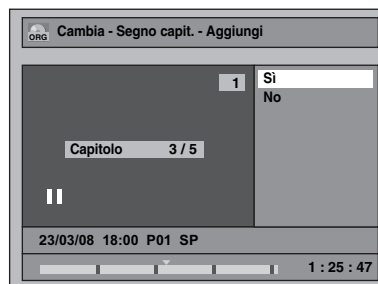 ORG Cambia - Segno capit. - Aggiungi
1
Sì
No
Capitolo 3 / 5
23/03/08 18:00 P01 SP
1 : 25 : 47